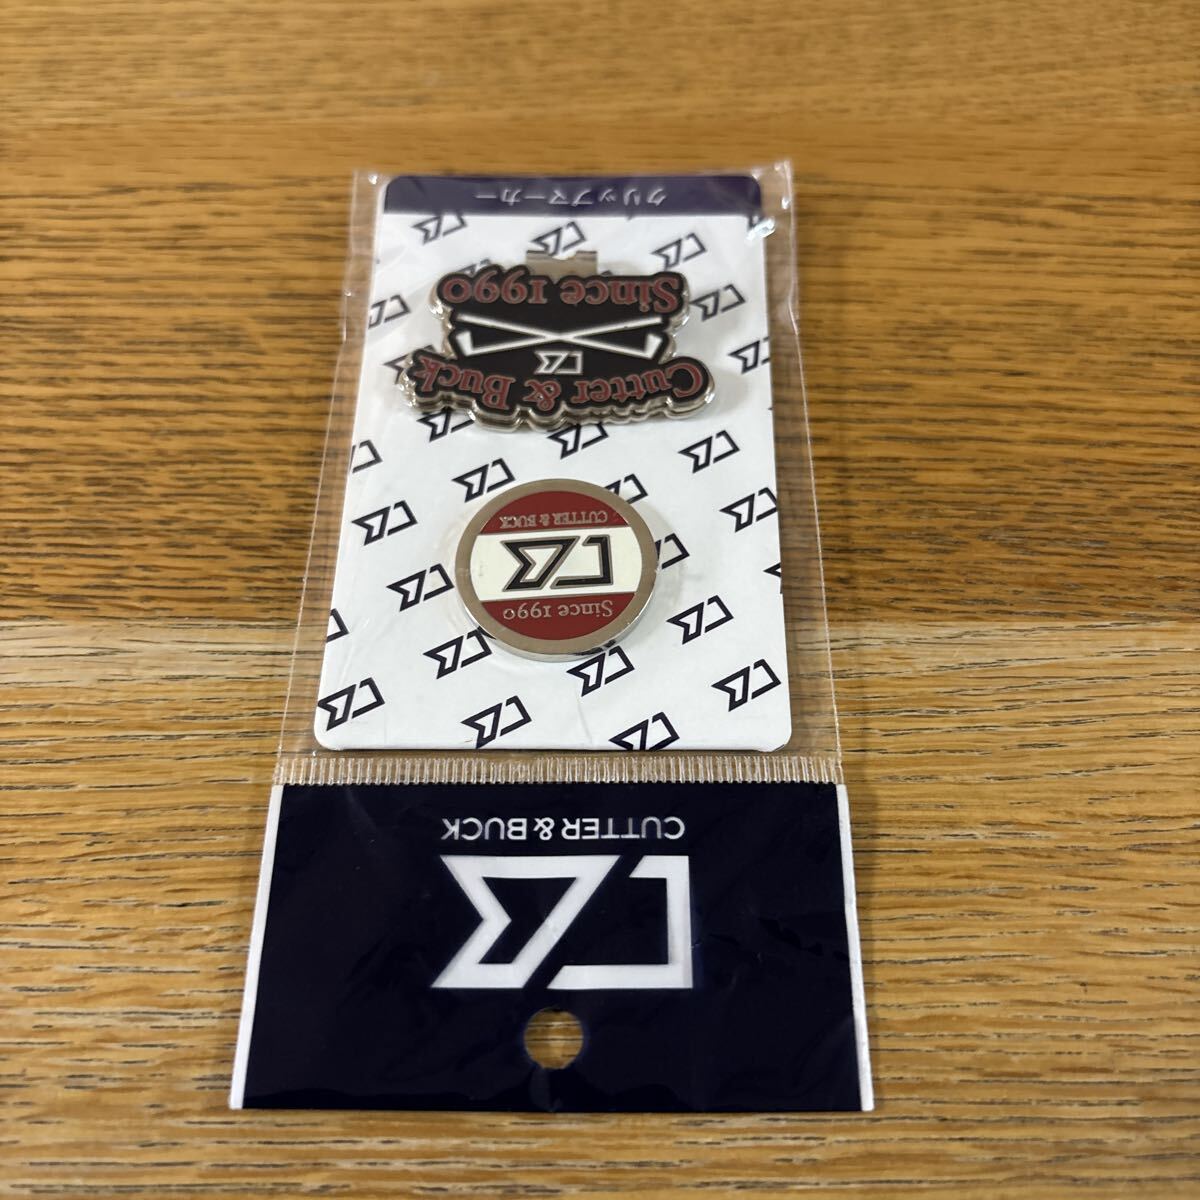 CUTTER & BUCK
Since 1990
CUTTER & BUCK
Cutter & Buck
Since 1990
クリップマーカー